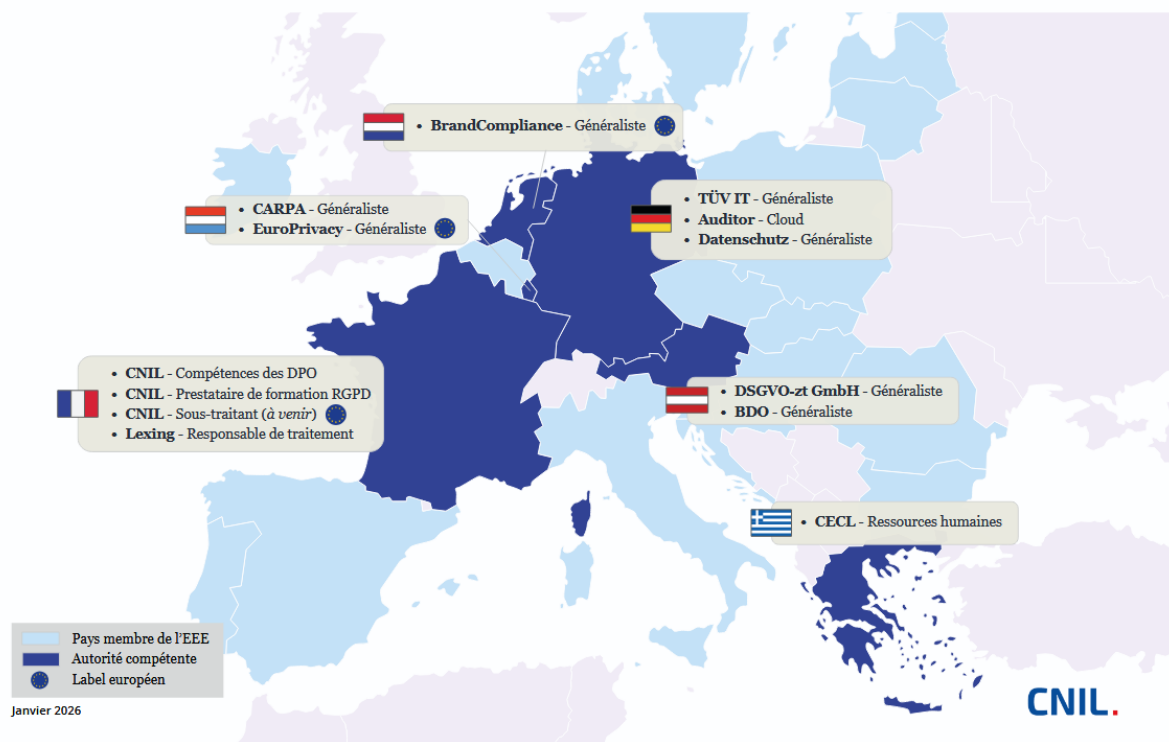 • BrandCompliance - Généraliste
• CARPA - Généraliste
• EuroPrivacy - Généraliste
• TÜV IT - Généraliste
• Auditor - Cloud
• Datenschutz - Généraliste
• CNIL - Compétences des DPO
• CNIL - Prestataire de formation RGPD
• CNIL - Sous-traitant (à venir)
• Lexing - Responsable de traitement
• DSGVO-zt GmbH - Généraliste
• BDO - Généraliste
• CECL - Ressources humaines
Pays membre de l'EEE
Autorité compétente
Label européen
Janvier 2026
CNIL.